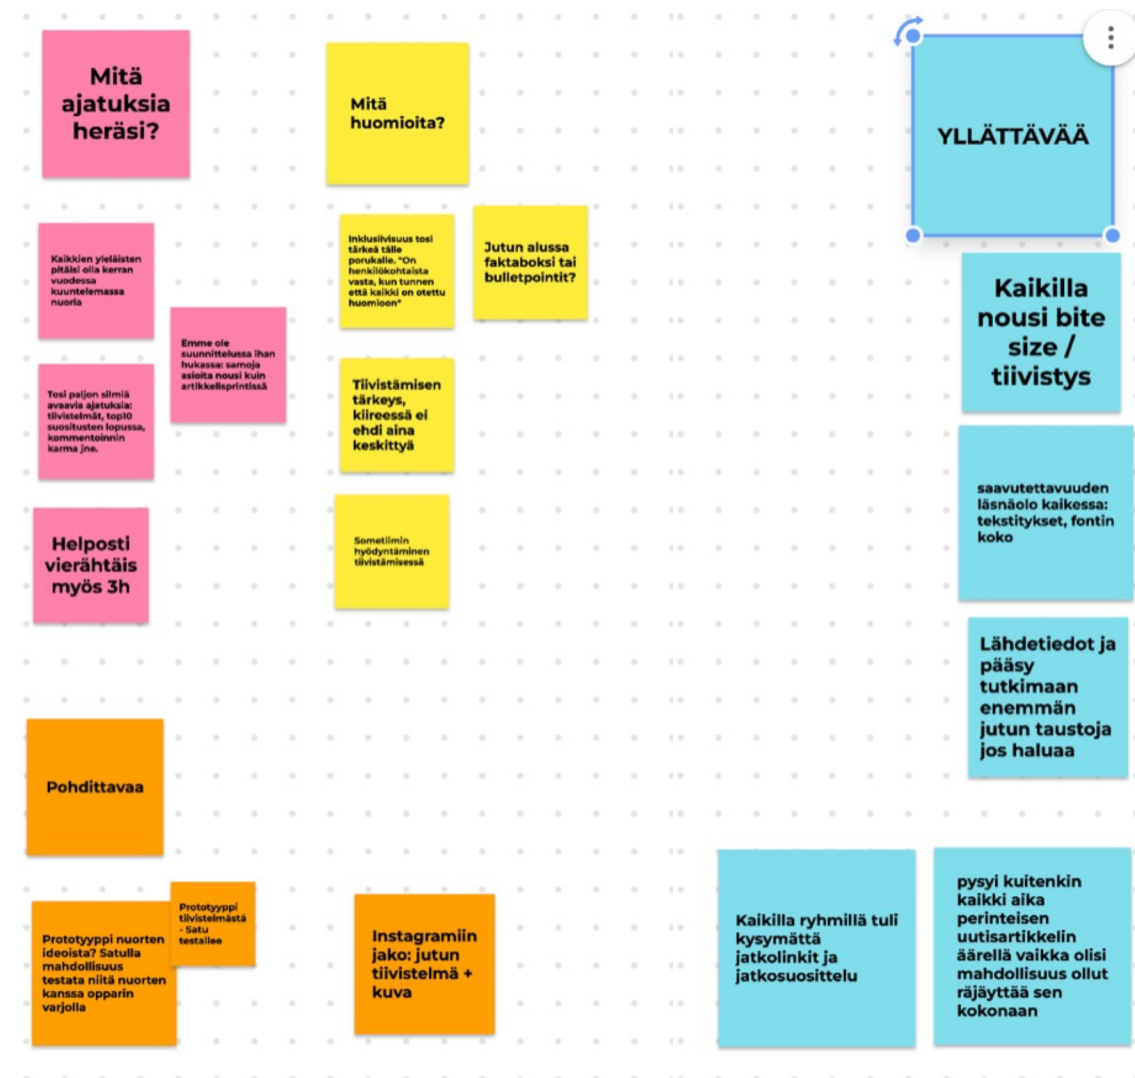 Mitä
ajatuksia
heräsi?
Kaikkien yleläisten
pitäisi olla kerran
vuodessa
kuuntelemassa
nuoria
Emme ole
suunnittelussa ihan
hukassa: samoja
asioita nousi kuin
artikkelisprintissä
Tosi paljon silmiä
avaavia ajatuksia:
tiivistelmät, top10
suositusten lopussa,
kommentoinnin
karma jne.
Helposti
vierähtäis
myös 3h
Mitä
huomioita?
Inklusiivisuus tosi
tärkeä tälle
porukalle. "On
henkilökohtaista
vasta, kun tunnen
että kaikki on otettu
huomioon"
Jutun alussa
faktaboksi tai
bulletpointit?
Tiivistämisen
tärkeys,
kiireessä ei
ehdi aina
keskittyä
Sometiimin
hyödyntäminen
tiivistämisessä
YLLÄTTÄVÄÄ
Kaikilla
nousi bite
size /
tiivistys
saavutettavuuden
läsnäolo kaikessa:
tekstitykset, fontin
koko
Lähdetiedot ja
pääsy
tutkimaan
enemmän
jutun taustoja
jos haluaa
Kaikilla ryhmillä tuli
kysymättä
jatkolinkit ja
jatkosuosittelu
pysyi kuitenkin
kaikki aika
perinteisen
uutisartikkelin
äärellä vaikka olisi
mahdollisuus ollut
räjäyttää sen
kokonaan
Pohdittavaa
Prototyyppi nuorten
ideoista? Satulla
mahdollisuus
testata niitä nuorten
kanssa opparin
varjolla
Prototyyppi
tiivistelmästä
- Satu
testailee
Instagramiin
jako: jutun
tiivistelmä +
kuva